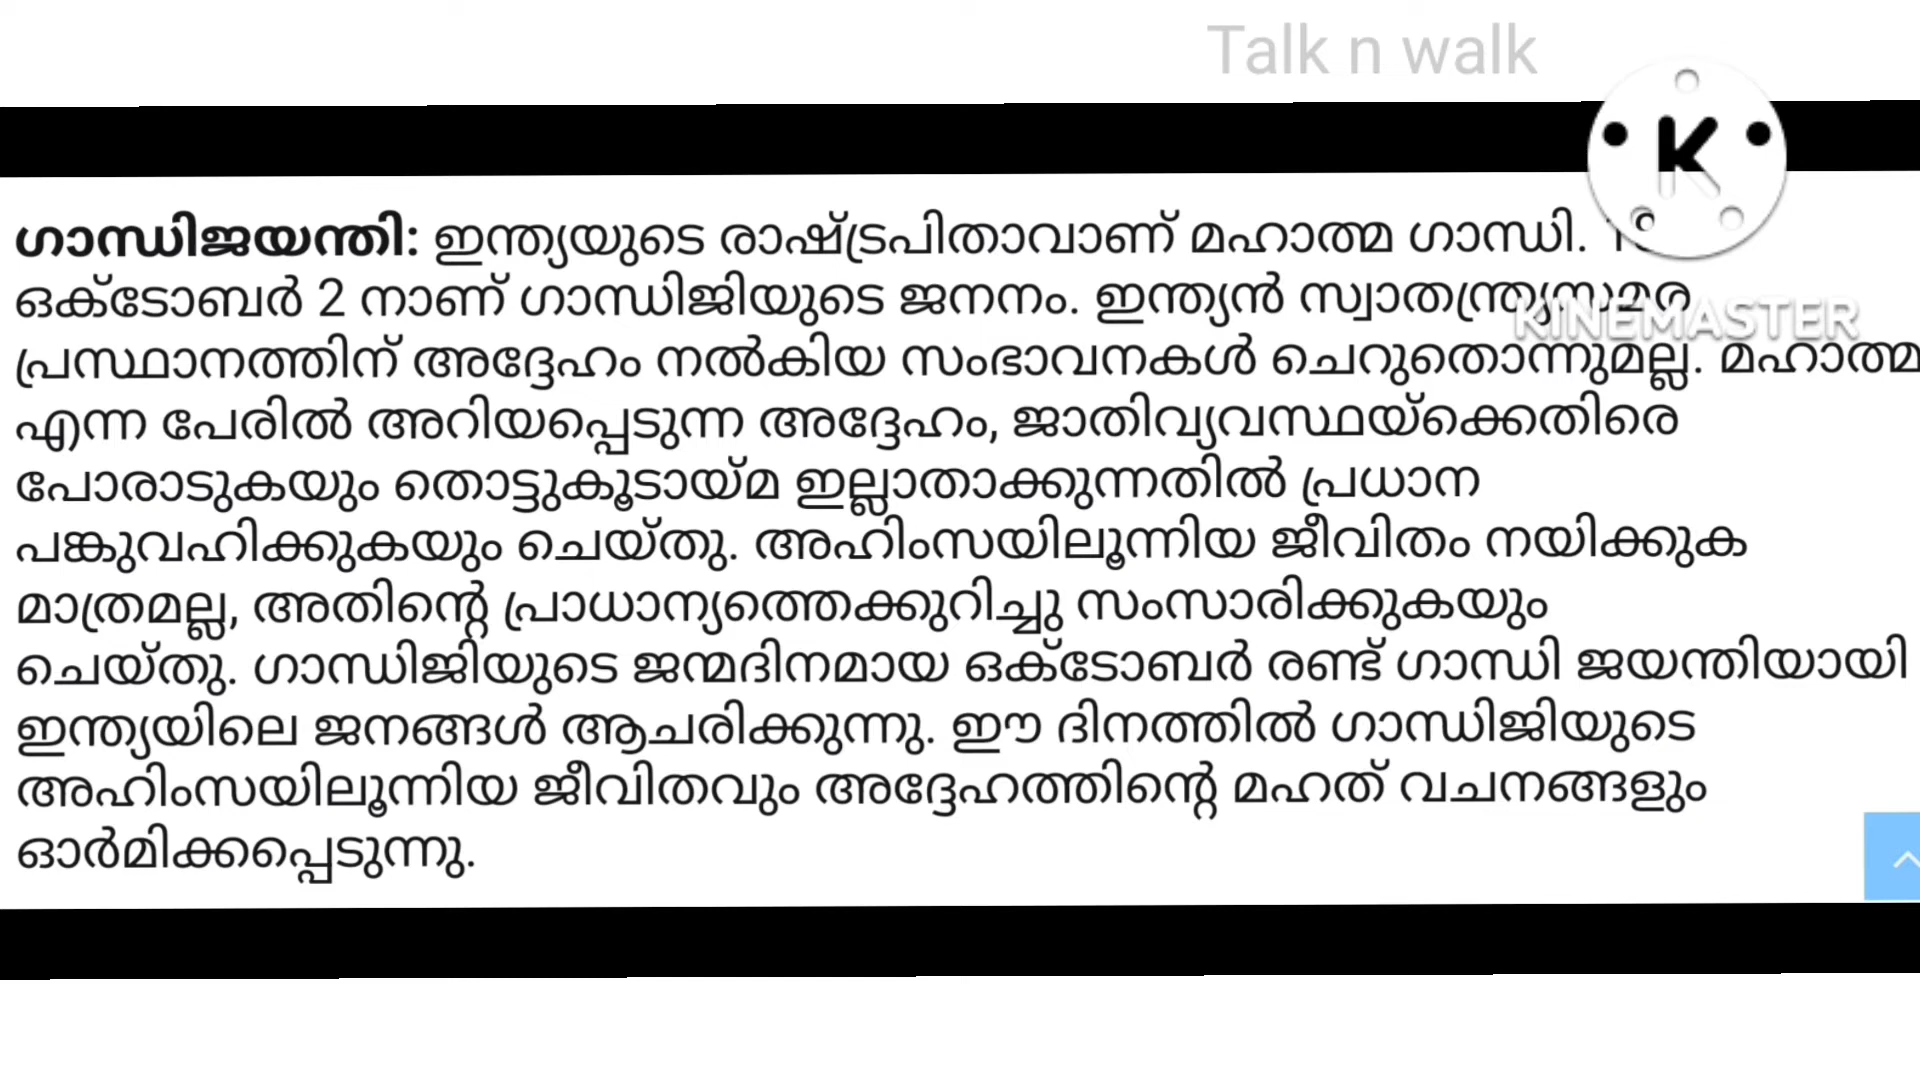 Talk n walk
K
ഗാന്ധിജയന്തി: ഇന്ത്യയുടെ രാഷ്ട്രപിതാവാണ് മഹാത്മ ഗാന്ധി.
ഒക്ടോബർ 2 നാണ് ഗാന്ധിജിയുടെ ജനനം. ഇന്ത്യൻ സ്വാതന്ത്ര്യസമര
KINEMASTER
പ്രസ്ഥാനത്തിന് അദ്ദേഹം നൽകിയ സംഭാവനകൾ ചെറുതൊന്നുമല്ല. മഹാത്മ
എന്ന പേരിൽ അറിയപ്പെടുന്ന അദ്ദേഹം, ജാതിവ്യവസ്ഥയ്ക്കെതിരെ
പോരാടുകയും തൊട്ടുകൂടായ്മ ഇല്ലാതാക്കുന്നതിൽ പ്രധാന
പങ്കുവഹിക്കുകയും ചെയ്തു. അഹിംസയിലൂന്നിയ ജീവിതം നയിക്കുക
മാത്രമല്ല, അതിന്റെ പ്രാധാന്യത്തെക്കുറിച്ചു സംസാരിക്കുകയും
ചെയ്തു. ഗാന്ധിജിയുടെ ജന്മദിനമായ ഒക്ടോബർ രണ്ട് ഗാന്ധി ജയന്തിയായി
ഇന്ത്യയിലെ ജനങ്ങൾ ആചരിക്കുന്നു. ഈ ദിനത്തിൽ ഗാന്ധിജിയുടെ
അഹിംസയിലൂന്നിയ ജീവിതവും അദ്ദേഹത്തിന്റെ മഹത് വചനങ്ങളും
ഓർമിക്കപ്പെടുന്നു.